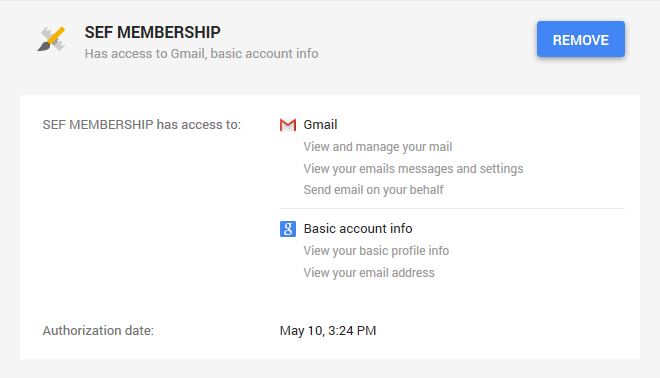 SEF MEMBERSHIP
Has access to Gmail, basic account info
REMOVE
SEF MEMBERSHIP has access to:
Gmail
View and manage your mail
View your emails messages and settings
Send email on your behalf
g
Basic account info
View your basic profile info
View your email address
Authorization date:
May 10, 3:24 PM